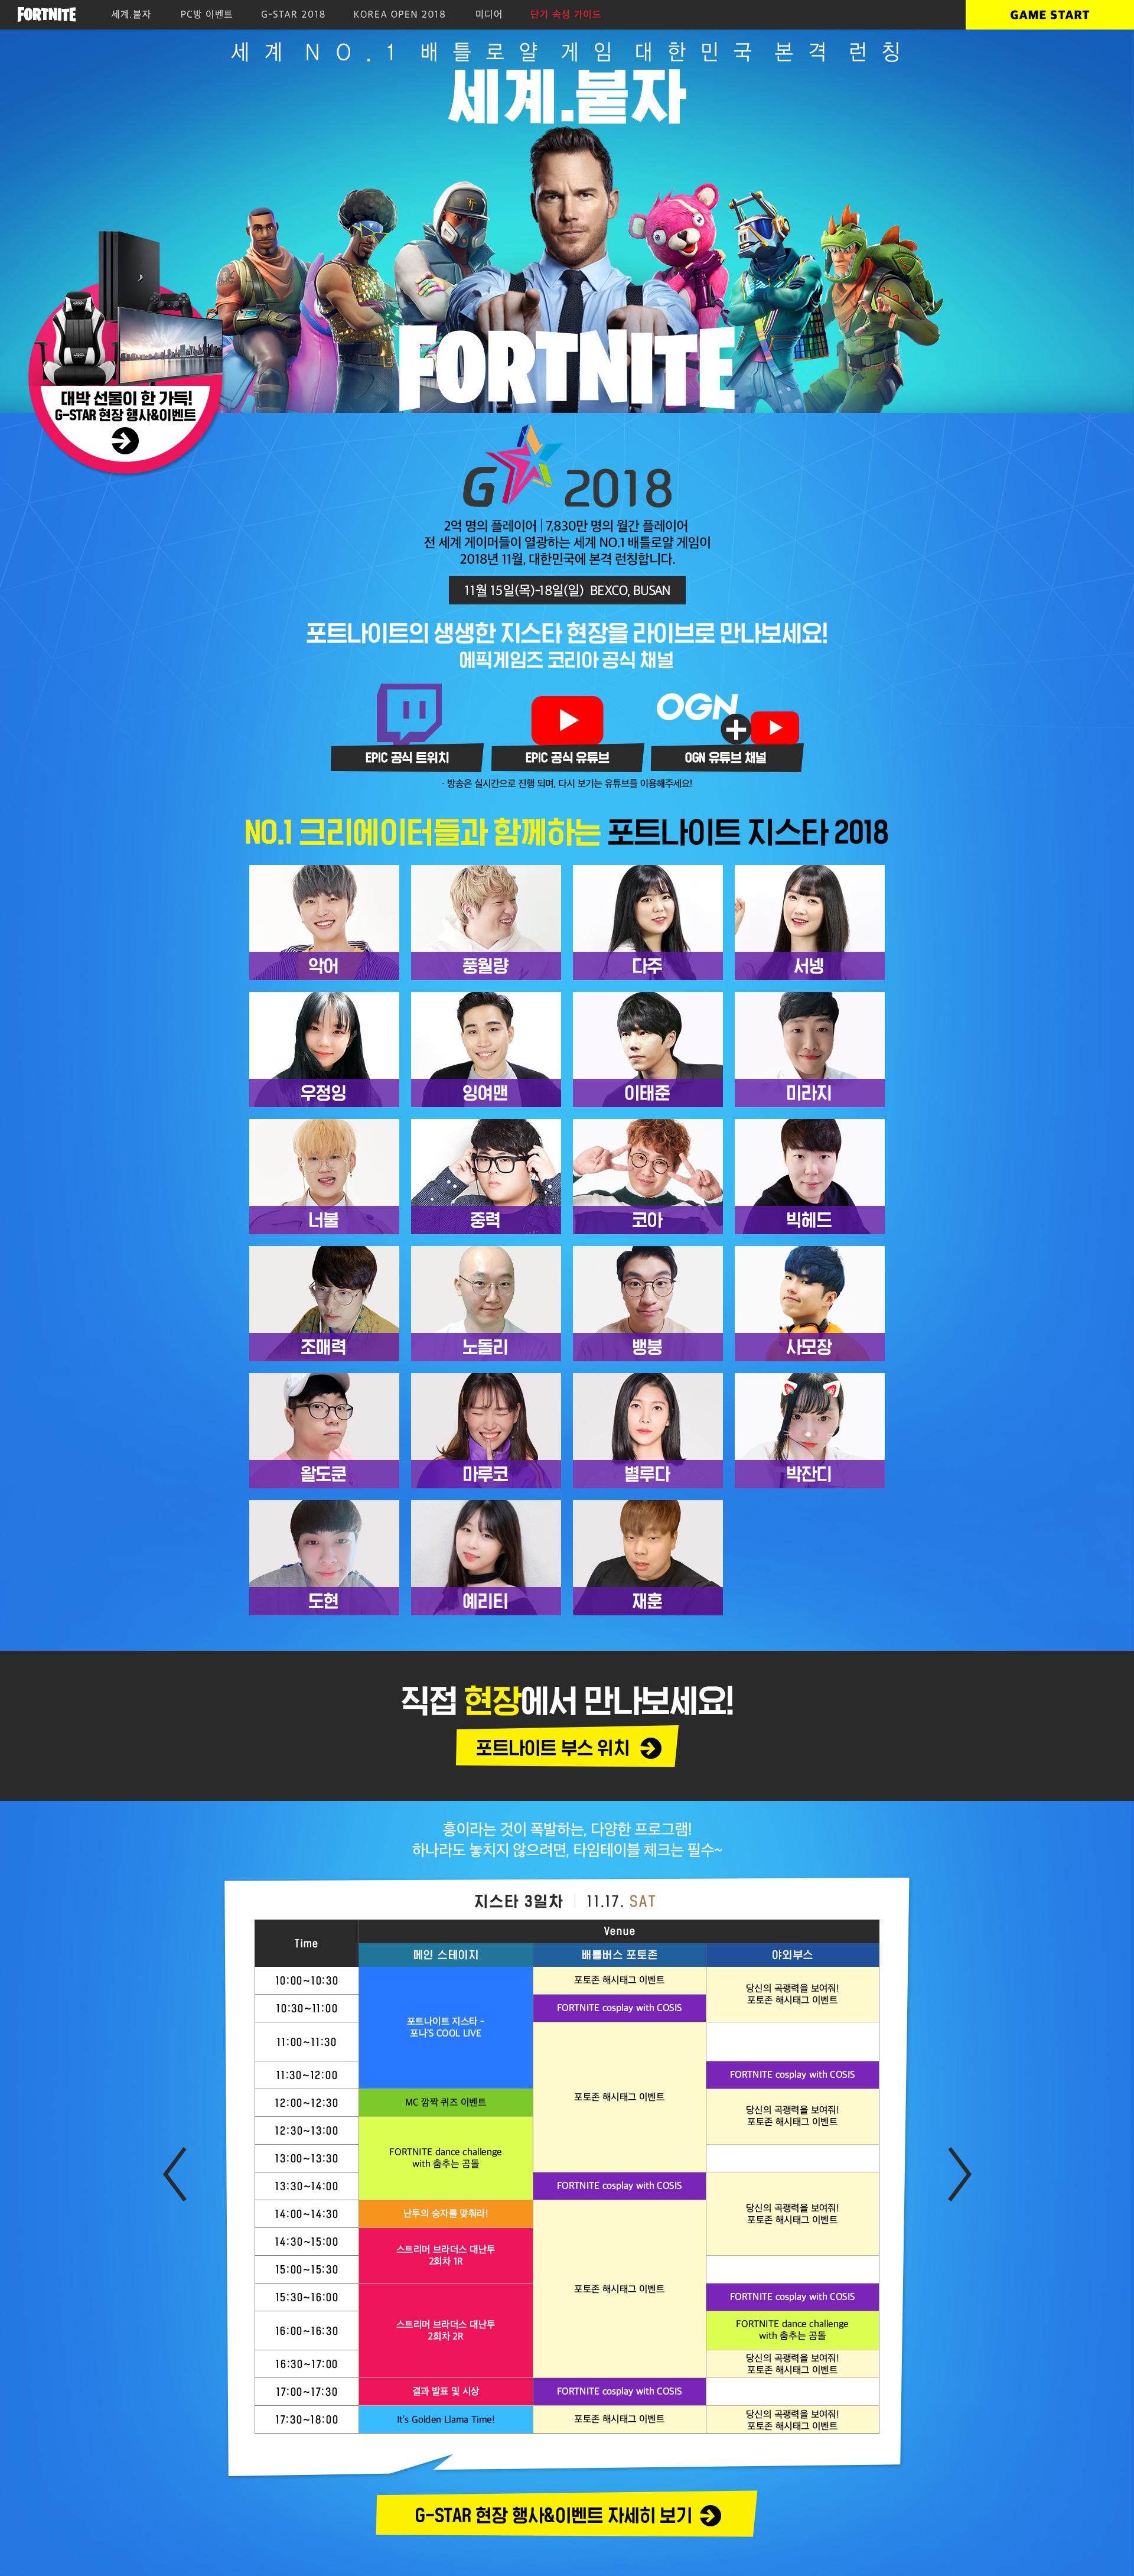 FORTNITE
세계.붙자
PC방 이벤트
G-STAR 2018
KOREA OPEN 2018
미디어
단기 속성 가이드
GAME START
세계 NO.1 배틀로얄 게임 대한민국 본격 런칭
세계.붙자
FORTNITE
대박 선물이 한 가득!
G-STAR 현장 행사&이벤트
G 2018
2억 명의 플레이어 | 7,830만 명의 월간 플레이어
전 세계 게이머들이 열광하는 세계 NO.1 배틀로얄 게임이
2018년 11월, 대한민국에 본격 런칭합니다.
11월 15일(목)-18일(일) BEXCO, BUSAN
포트나이트의 생생한 지스타 현장을 라이브로 만나보세요!
에픽게임즈 코리아 공식 채널
OGN
EPIC 공식 트위치
EPIC 공식 유튜브
OGN 유튜브 채널
· 방송은 실시간으로 진행 되며, 다시 보기는 유튜브를 이용해주세요!
NO.1 크리에이터들과 함께하는 포트나이트 지스타 2018
악어
풍월량
다주
서넹
우정잉
잉여맨
이태준
미라지
너불
중력
코아
빅헤드
조매력
노돌리
뱅붕
사모장
왈도쿤
마루코
별루다
박잔디
도현
예리티
재훈
직접 현장에서 만나보세요!
포트나이트 부스 위치
흥이라는 것이 폭발하는, 다양한 프로그램!
하나라도 놓치지 않으려면, 타임테이블 체크는 필수~
지스타 3일차 | 11.17. SAT
Time
Venue
메인 스테이지
배틀버스 포토존
야외부스
10:00~10:30
포토존 해시태그 이벤트
당신의 곡괭력을 보여줘!
포토존 해시태그 이벤트
10:30~11:00
FORTNITE cosplay with COSIS
포트나이트 지스타 -
포나'S COOL LIVE
11:00~11:30
11:30~12:00
FORTNITE cosplay with COSIS
12:00~12:30
MC 깜짝 퀴즈 이벤트
포토존 해시태그 이벤트
당신의 곡괭력을 보여줘!
포토존 해시태그 이벤트
12:30~13:00
FORTNITE dance challenge
with 춤추는 곰돌
13:00~13:30
13:30~14:00
FORTNITE cosplay with COSIS
14:00~14:30
난투의 승자를 맞춰라!
당신의 곡괭력을 보여줘!
포토존 해시태그 이벤트
14:30~15:00
스트리머 브라더스 대난투
2회차 1R
15:00~15:30
포토존 해시태그 이벤트
15:30~16:00
FORTNITE cosplay with COSIS
스트리머 브라더스 대난투
2회차 2R
16:00~16:30
FORTNITE dance challenge
with 춤추는 곰돌
16:30~17:00
당신의 곡괭력을 보여줘!
포토존 해시태그 이벤트
17:00~17:30
결과 발표 및 시상
FORTNITE cosplay with COSIS
17:30~18:00
It's Golden Llama Time!
포토존 해시태그 이벤트
당신의 곡괭력을 보여줘!
포토존 해시태그 이벤트
G-STAR 현장 행사&이벤트 자세히 보기